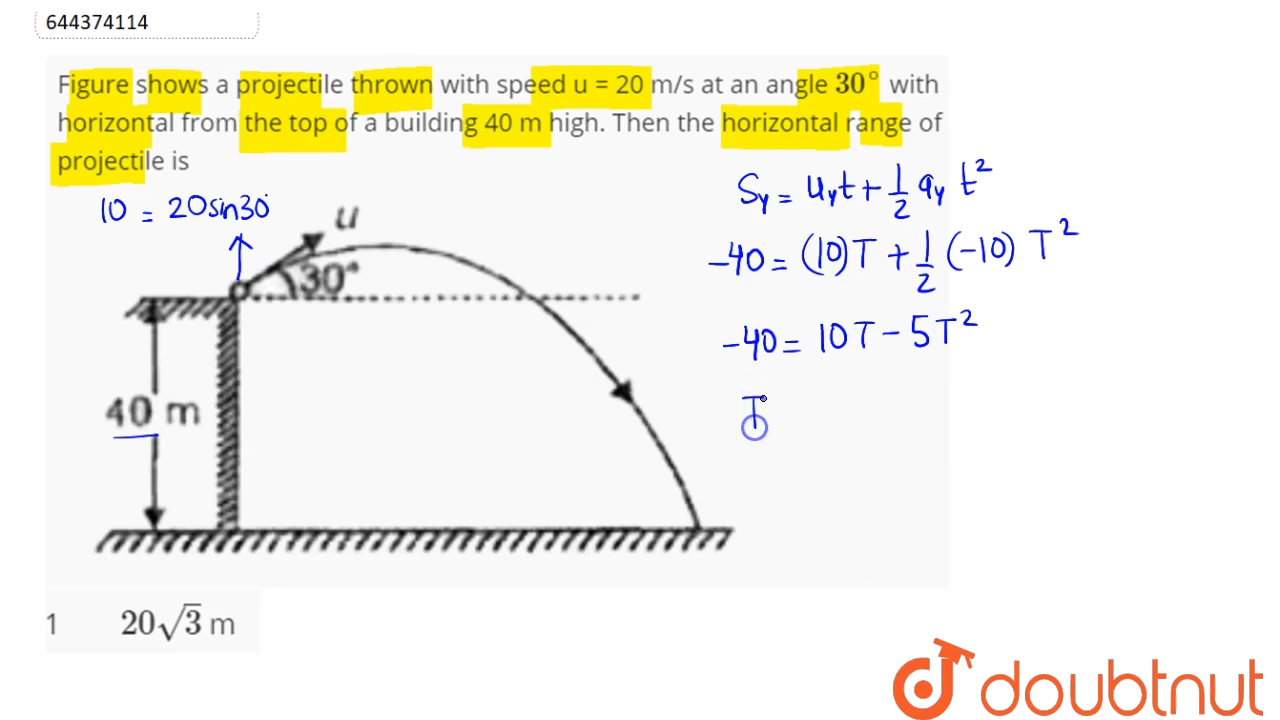 644374114
Figure shows a projectile thrown with speed u = 20 m/s at an angle 30° with
horizontal from the top of a building 40 m high. Then the horizontal range of
projectile is
10 = 20sin30°
u
30°
40 m
Sy = uyt + 1/2 ay t²
-40 = (10)T + 1/2 (-10) T²
-40 = 10T - 5T²
T
1 20√3 m
doubtnut